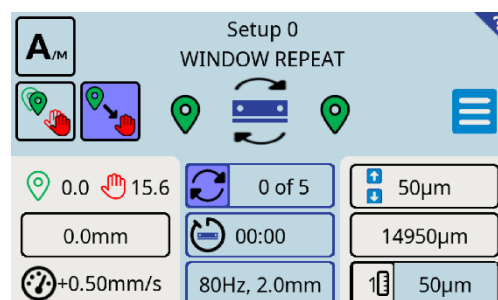 Setup 0
A/M
WINDOW REPEAT
?
0.0 15.6
0 of 5
50µm
0.0mm
00:00
14950µm
+0.50mm/s
80Hz, 2.0mm
1
50µm